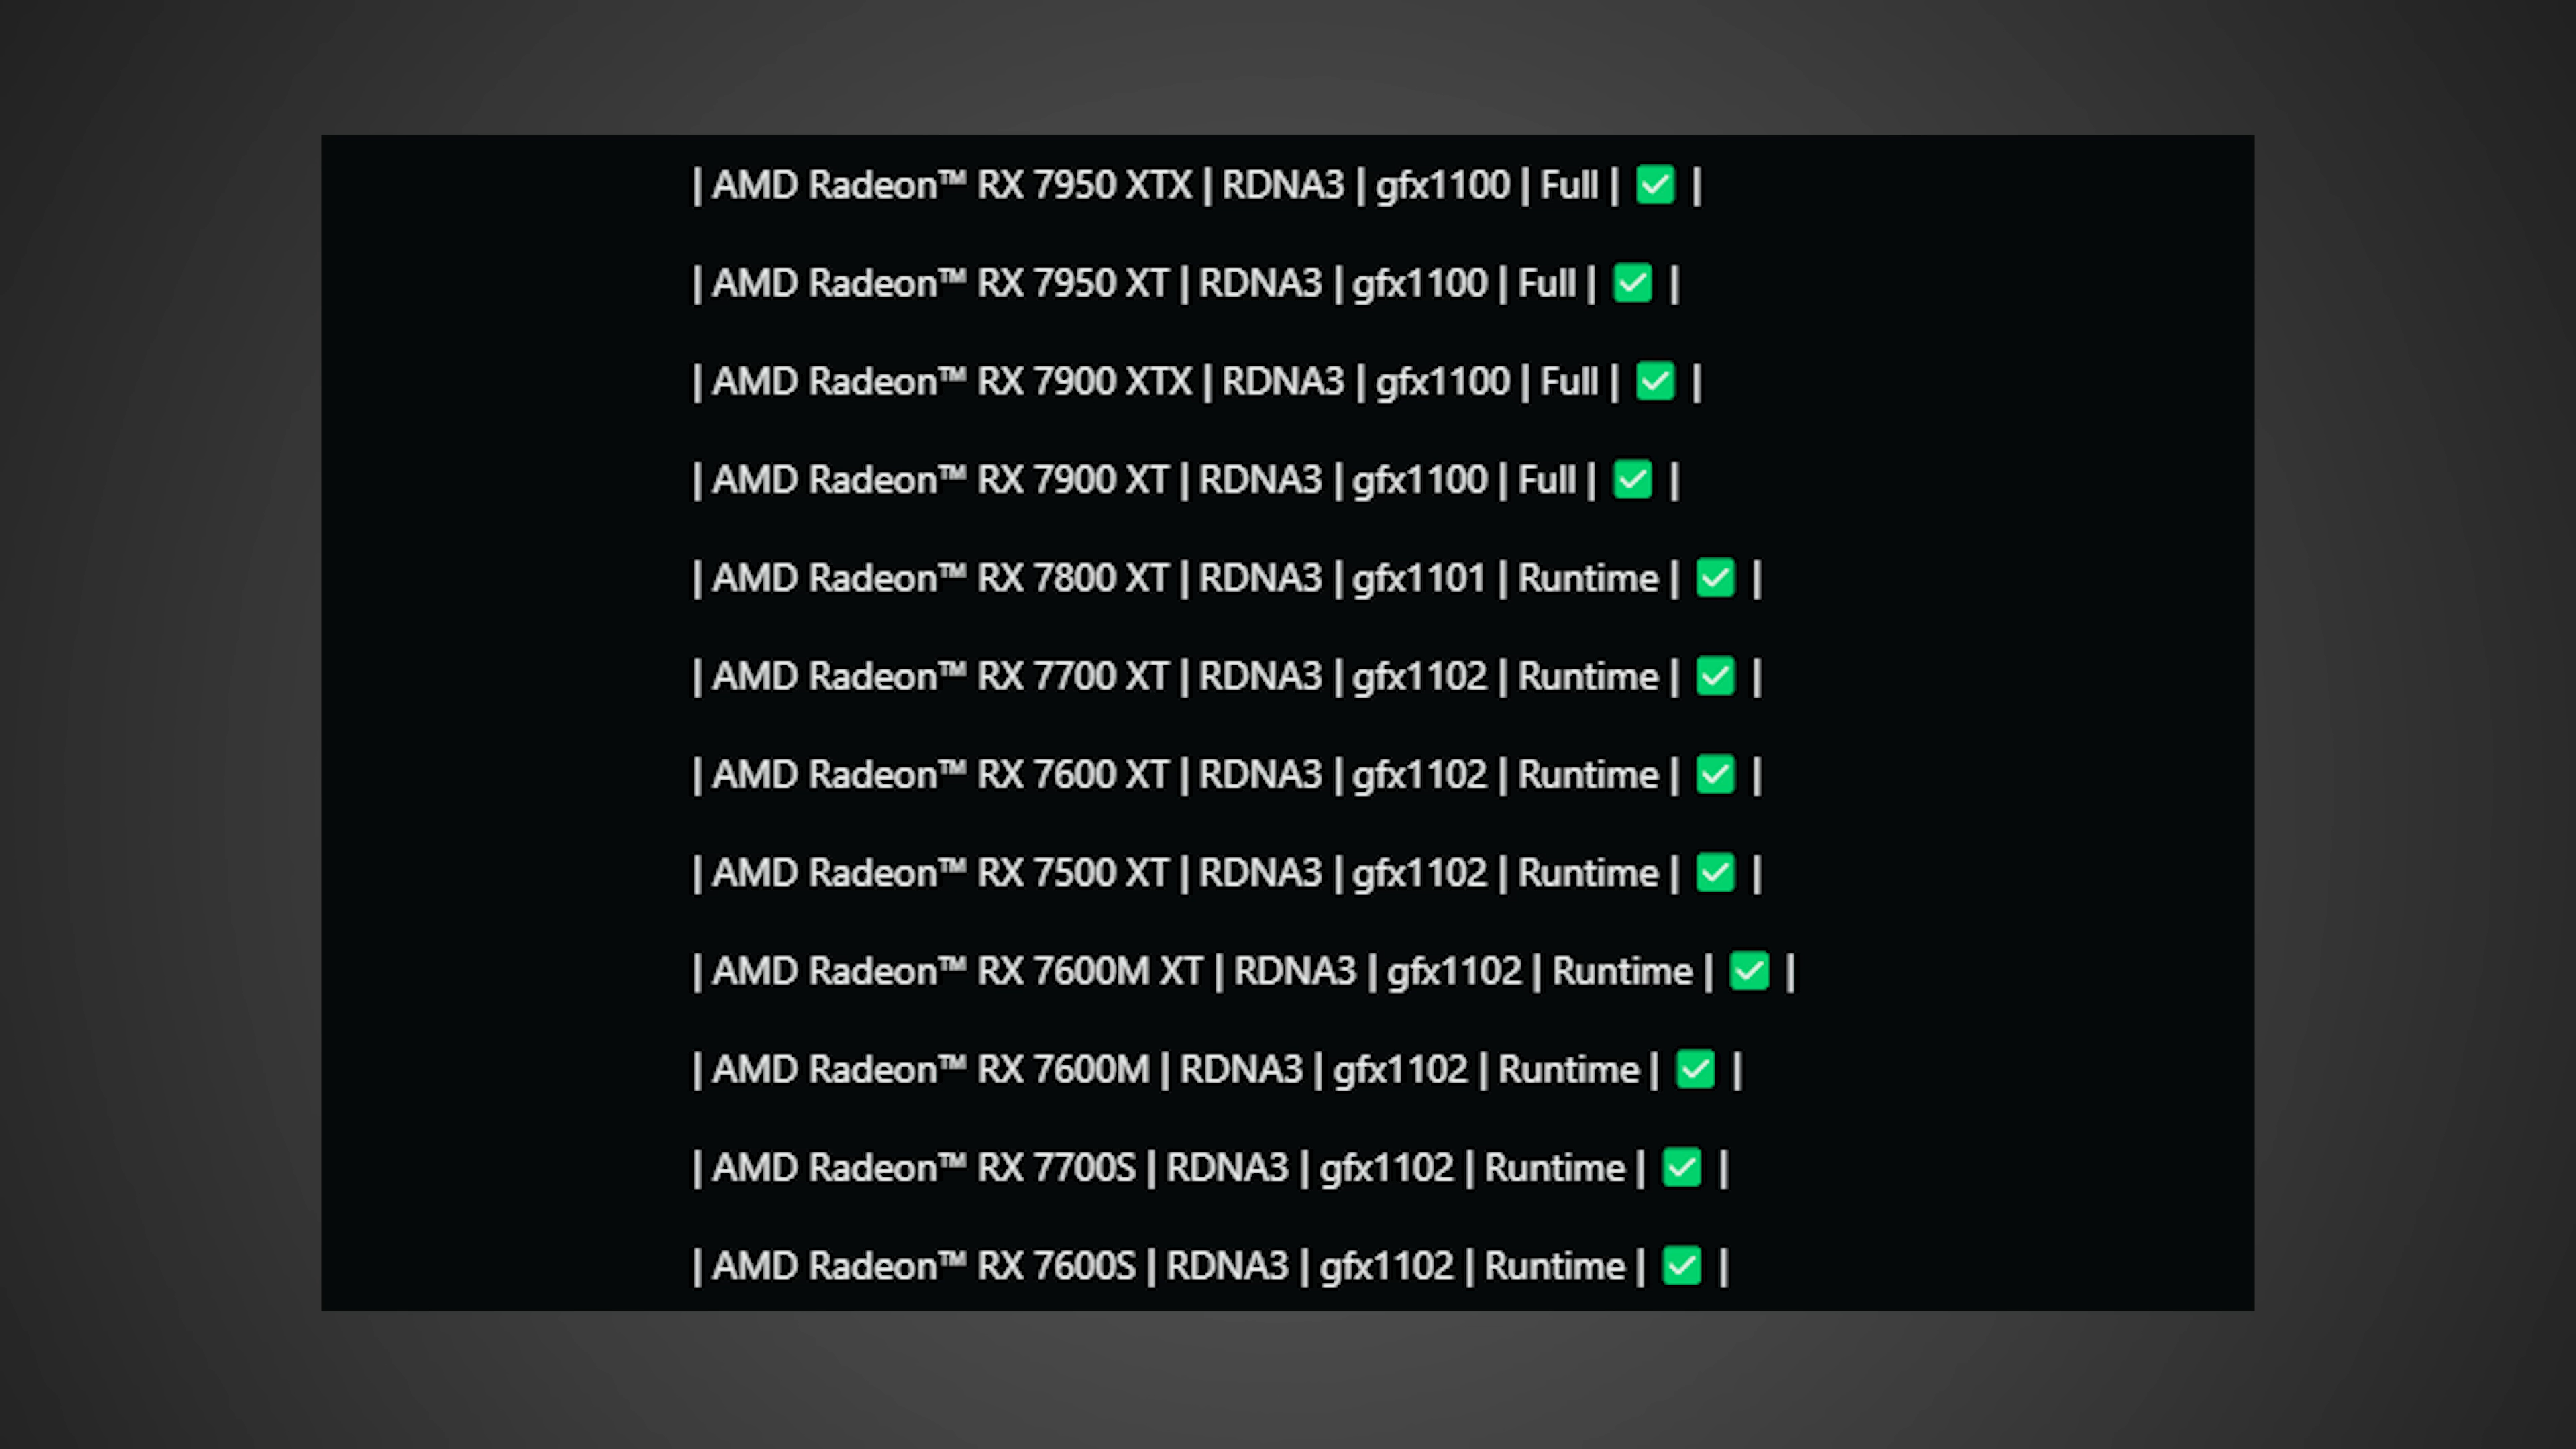 | AMD Radeon™ RX 7950 XTX | RDNA3 | gfx1100 | Full | ✅ |
| AMD Radeon™ RX 7950 XT | RDNA3 | gfx1100 | Full | ✅ |
| AMD Radeon™ RX 7900 XTX | RDNA3 | gfx1100 | Full | ✅ |
| AMD Radeon™ RX 7900 XT | RDNA3 | gfx1100 | Full | ✅ |
| AMD Radeon™ RX 7800 XT | RDNA3 | gfx1101 | Runtime | ✅ |
| AMD Radeon™ RX 7700 XT | RDNA3 | gfx1102 | Runtime | ✅ |
| AMD Radeon™ RX 7600 XT | RDNA3 | gfx1102 | Runtime | ✅ |
| AMD Radeon™ RX 7500 XT | RDNA3 | gfx1102 | Runtime | ✅ |
| AMD Radeon™ RX 7600M XT | RDNA3 | gfx1102 | Runtime | ✅ |
| AMD Radeon™ RX 7600M | RDNA3 | gfx1102 | Runtime | ✅ |
| AMD Radeon™ RX 7700S | RDNA3 | gfx1102 | Runtime | ✅ |
| AMD Radeon™ RX 7600S | RDNA3 | gfx1102 | Runtime | ✅ |